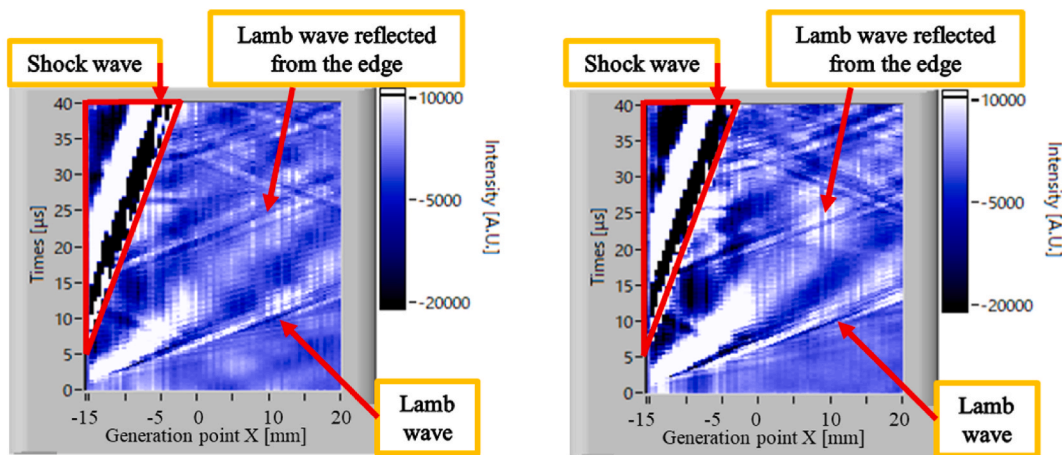 Shock wave
Lamb wave reflected
from the edge
40
35
30
25
20
15
10
5
0
Times [µs]
-15
-5
0
10
20
Generation point X [mm]
10000
-5000
-20000
Intensity [A.U.]
Lamb
wave
Shock wave
Lamb wave reflected
from the edge
40
35
30
25
20
15
10
5
0
Times [µs]
-15
-5
0
10
20
Generation point X [mm]
10000
-5000
-20000
Intensity [A.U.]
Lamb
wave